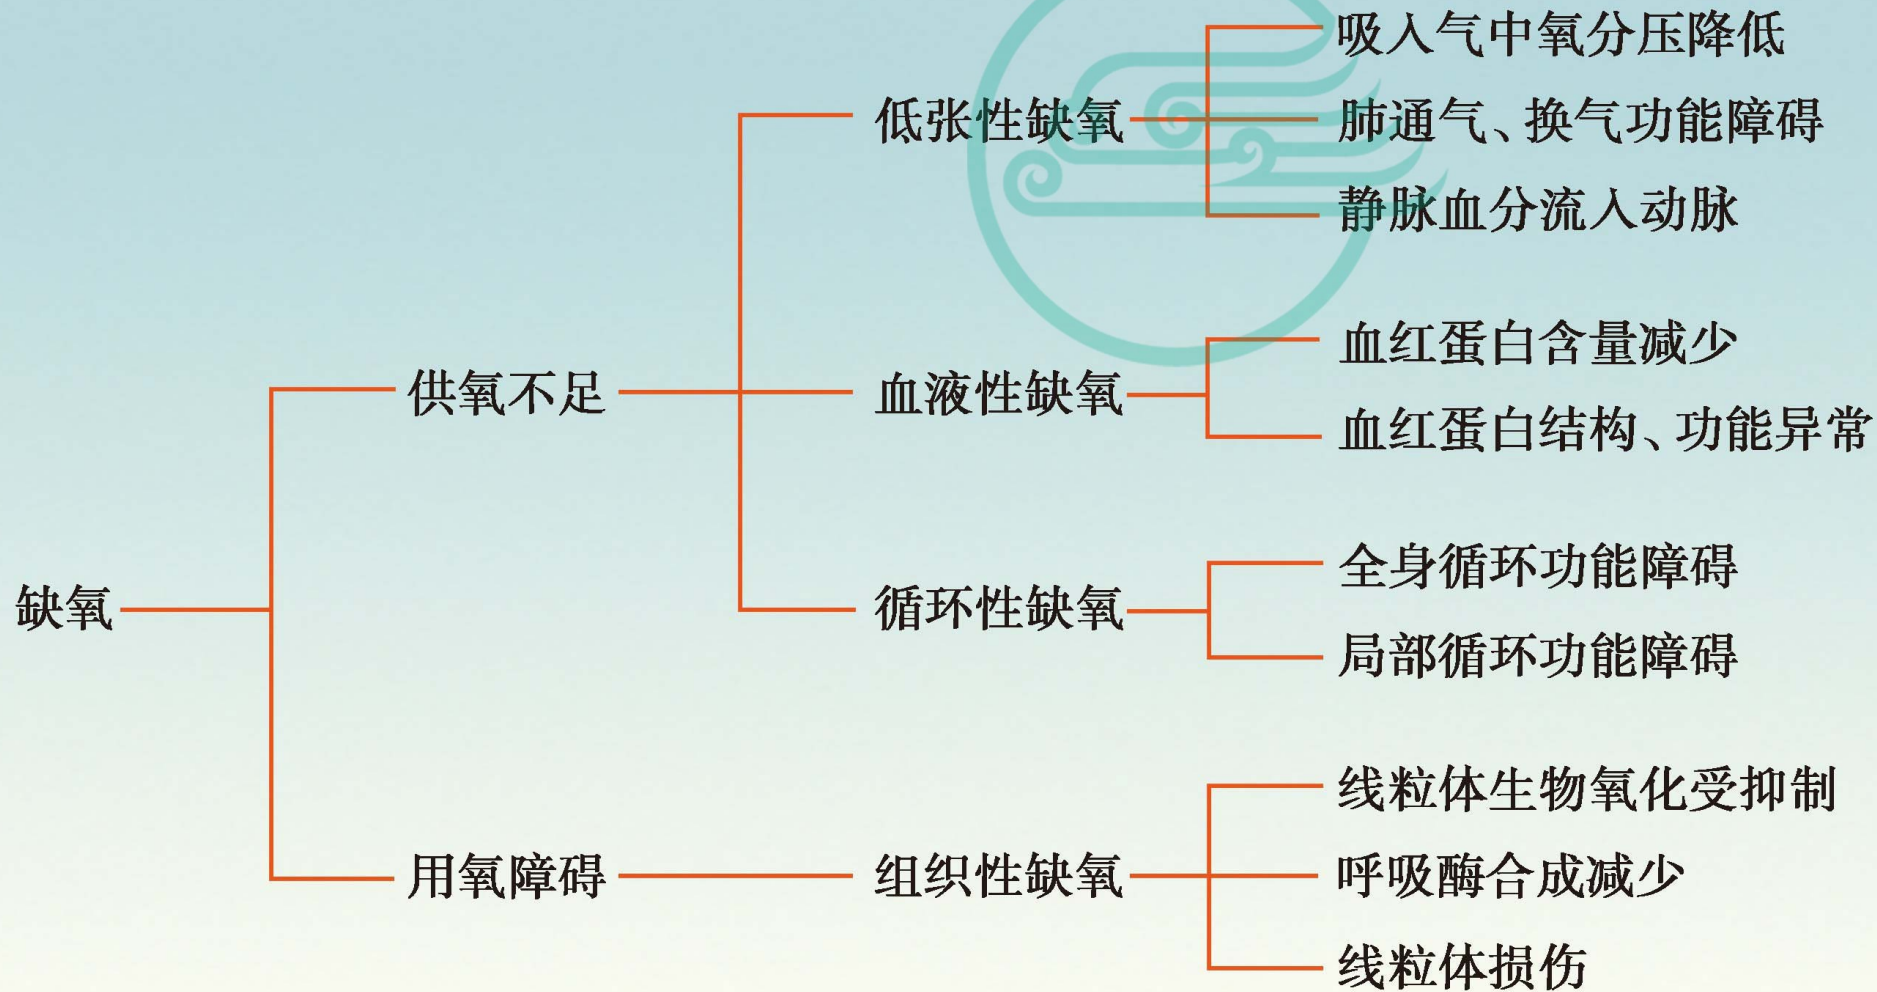 缺氧
供氧不足
低张性缺氧
吸入气中氧分压降低
肺通气、换气功能障碍
静脉血分流入动脉
血液性缺氧
血红蛋白含量减少
血红蛋白结构、功能异常
循环性缺氧
全身循环功能障碍
局部循环功能障碍
用氧障碍
组织性缺氧
线粒体生物氧化受抑制
呼吸酶合成减少
线粒体损伤